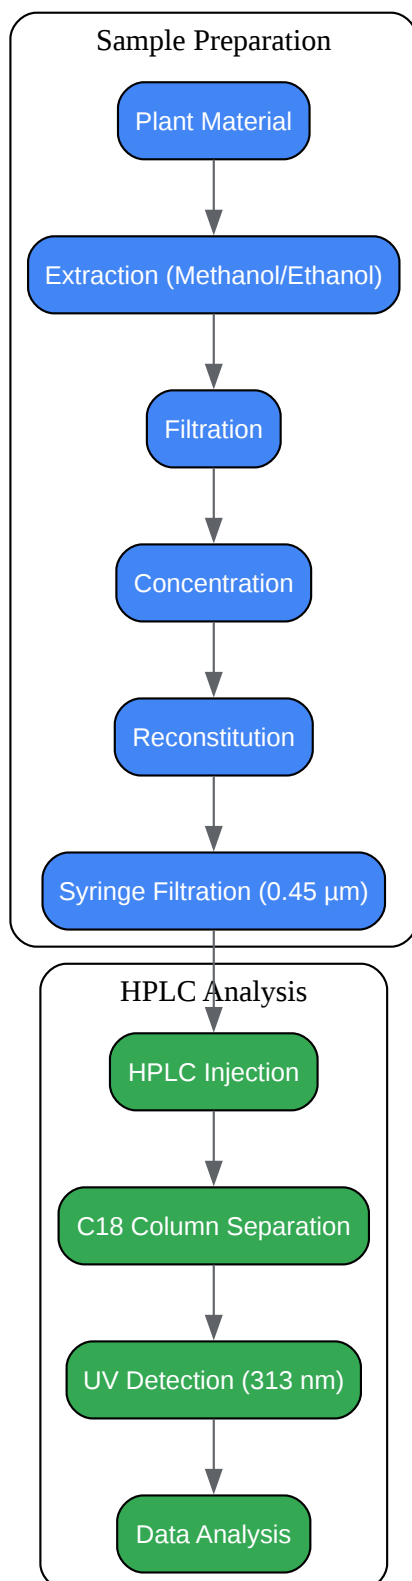 Sample Preparation
Plant Material
Extraction (Methanol/Ethanol)
Filtration
Concentration
Reconstitution
Syringe Filtration (0.45 µm)
HPLC Analysis
HPLC Injection
C18 Column Separation
UV Detection (313 nm)
Data Analysis